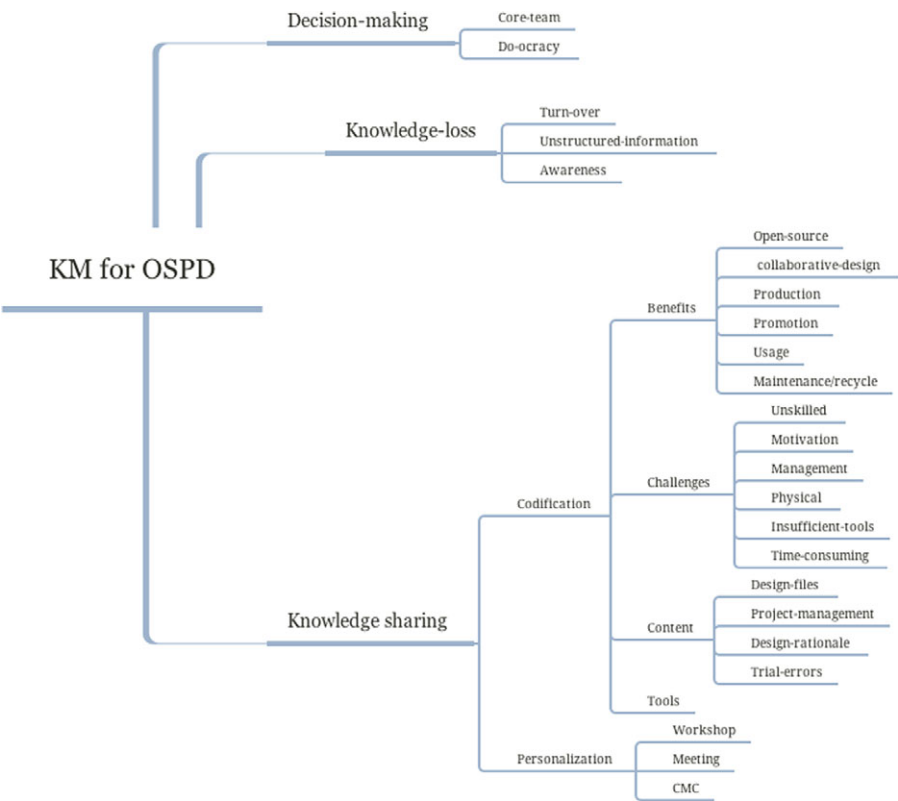 KM for OSPD
Decision-making
Core-team
Do-ocracy
Knowledge-loss
Turn-over
Unstructured-information
Awareness
Knowledge sharing
Codification
Benefits
Open-source
collaborative-design
Production
Promotion
Usage
Maintenance/recycle
Challenges
Unskilled
Motivation
Management
Physical
Insufficient-tools
Time-consuming
Content
Design-files
Project-management
Design-rationale
Trial-errors
Tools
Personalization
Workshop
Meeting
CMC